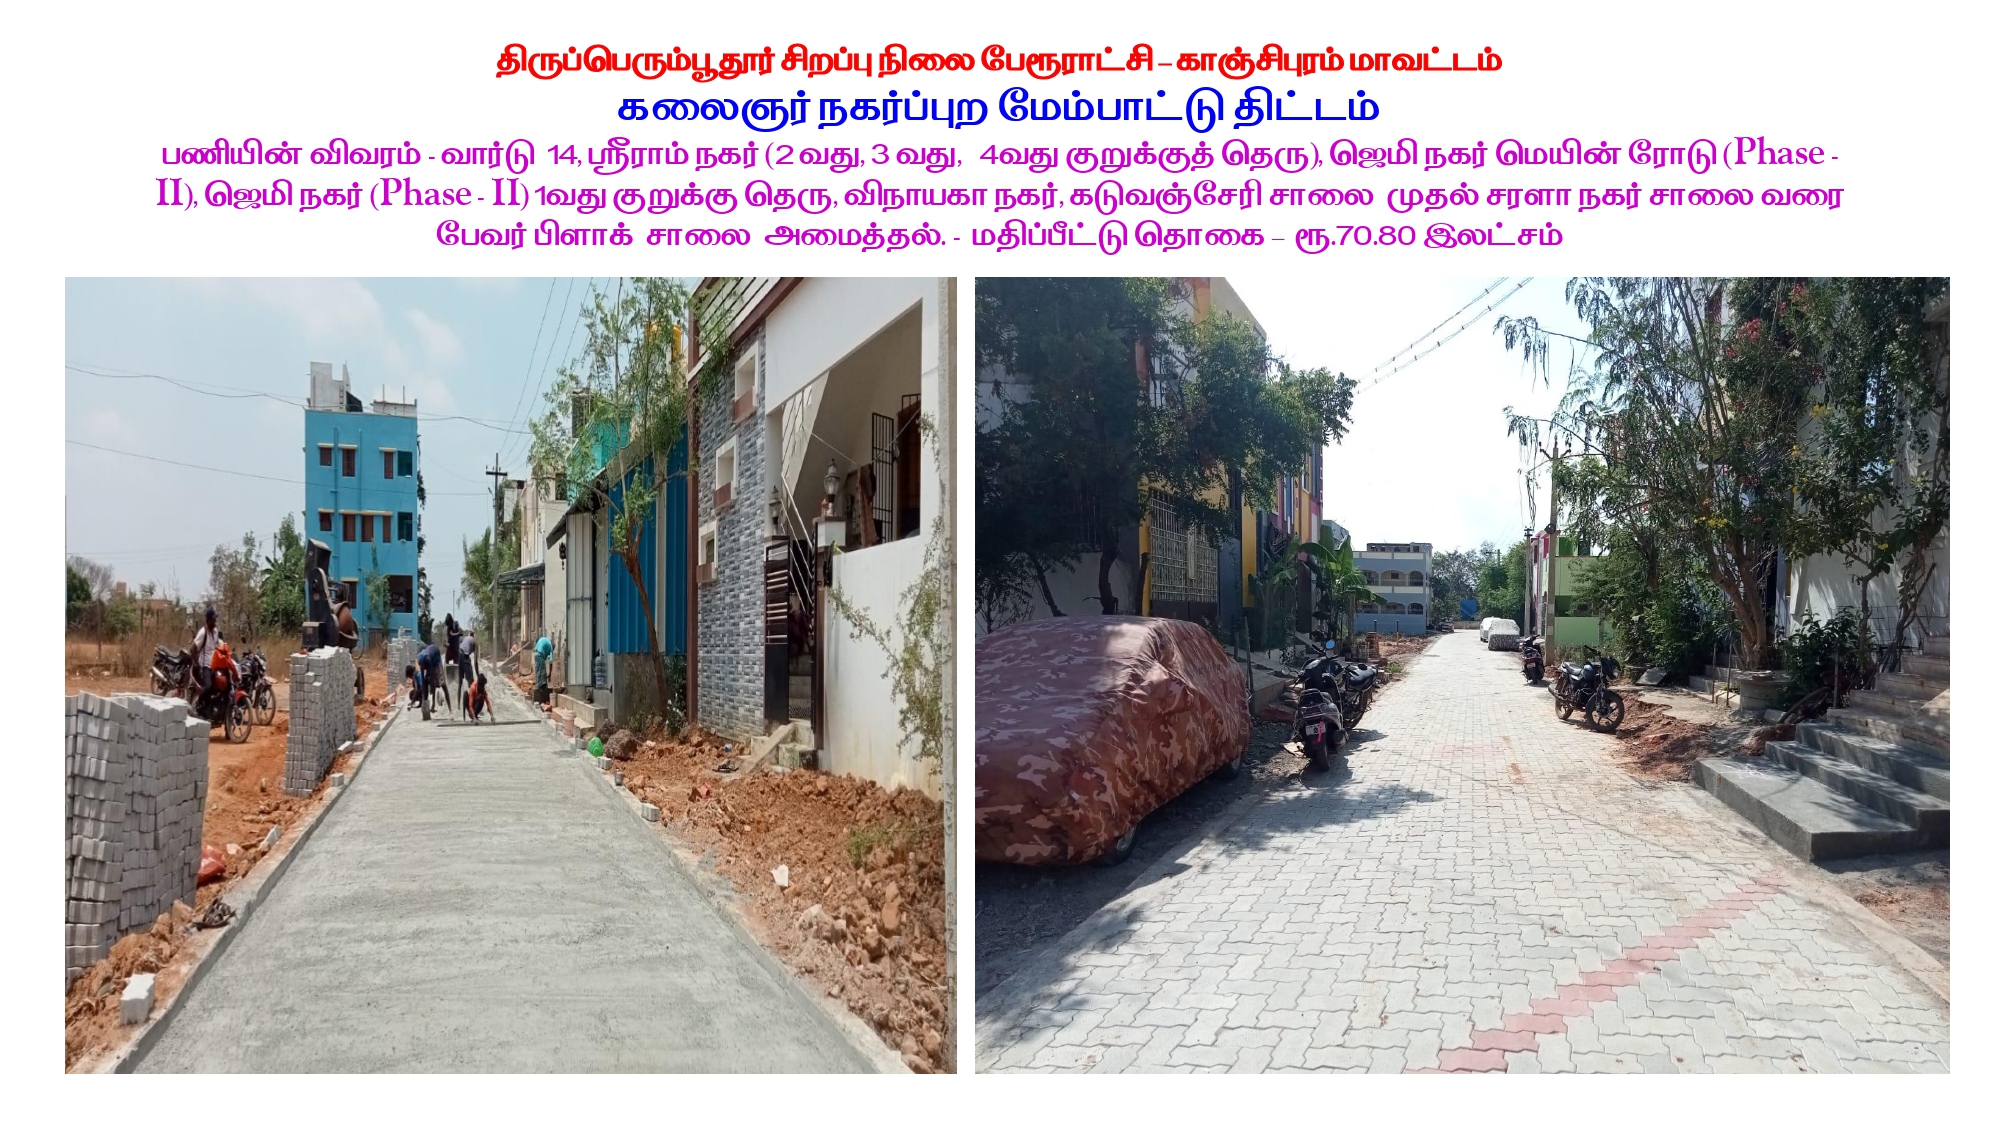 திருப்பெரும்பூதூர் சிறப்பு நிலை பேரூராட்சி – காஞ்சிபுரம் மாவட்டம்
கலைஞர் நகர்ப்புற மேம்பாட்டு திட்டம்
பணியின் விவரம் - வார்டு 14, ஸ்ரீராம் நகர் (2 வது, 3 வது, 4வது குறுக்குத் தெரு), ஜெமி நகர் மெயின் ரோடு (Phase -
II), ஜெமி நகர் (Phase - II) 1வது குறுக்கு தெரு, விநாயகா நகர், கடுவஞ்சேரி சாலை முதல் சரளா நகர் சாலை வரை
பேவர் பிளாக் சாலை அமைத்தல். - மதிப்பீட்டு தொகை – ரூ.70.80 இலட்சம்